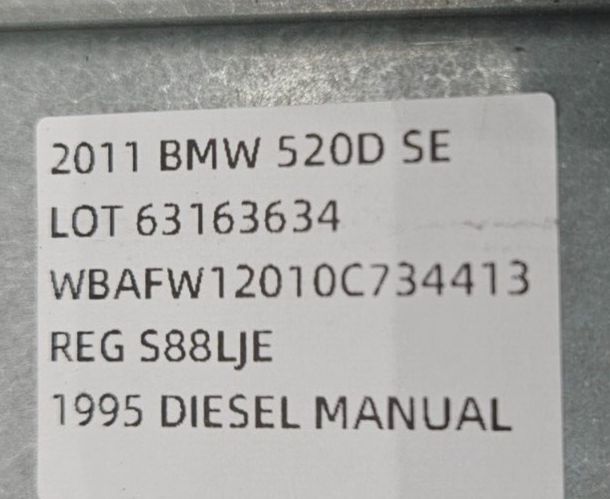 2011 BMW 520D SE
LOT 63163634
WBAFW12010C734413
REG S88LJE
1995 DIESEL MANUAL